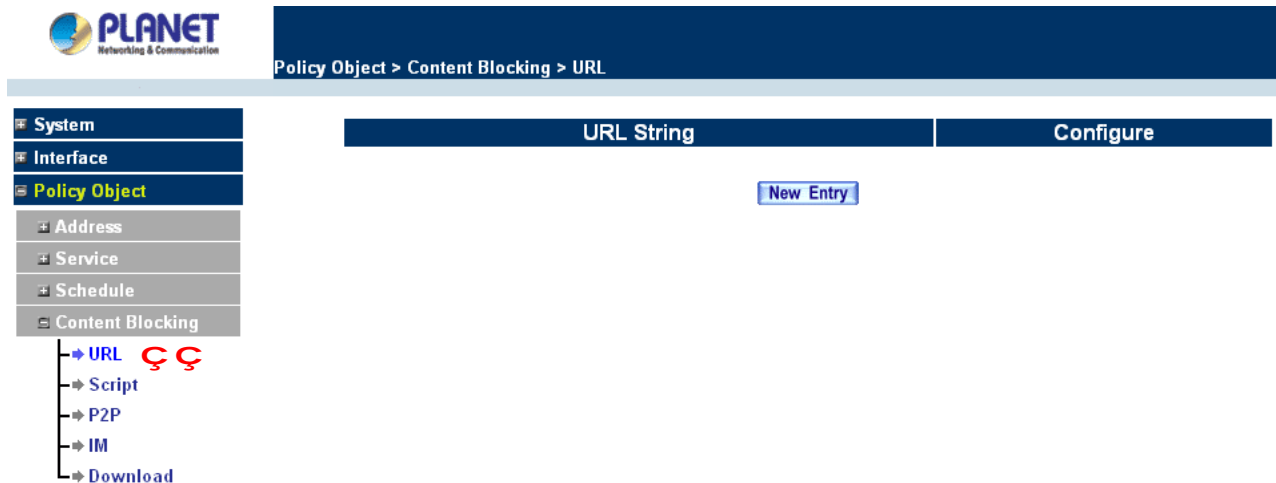 PLANET
Networking & Communication
Policy Object > Content Blocking > URL
System
Interface
Policy Object
Address
Service
Schedule
Content Blocking
URL ÇÇ
Script
P2P
IM
Download
URL String Configure
New Entry